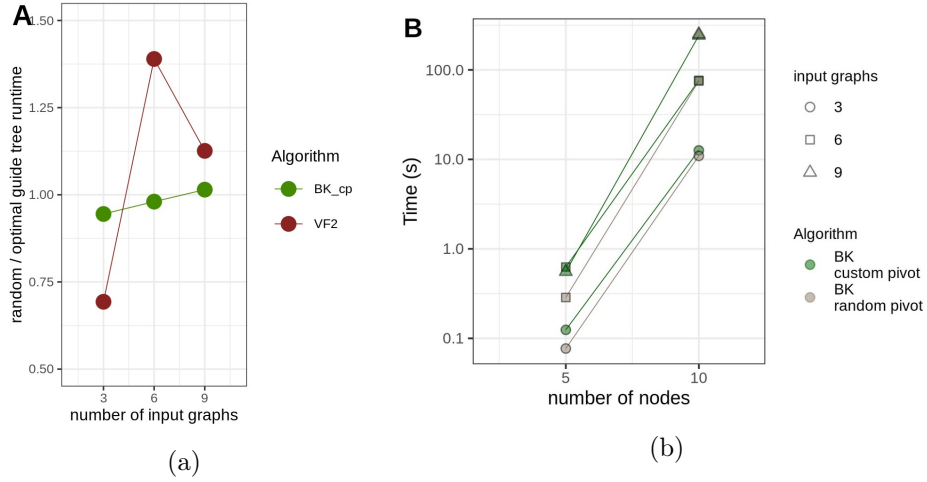 A
1.50
1.25
1.00
0.75
0.50
random / optimal guide tree runtime
3 6 9
number of input graphs
Algorithm
BK_cp
VF2
(a)
B
100.0
10.0
1.0
0.1
Time (s)
5 10
number of nodes
input graphs
3
6
9
Algorithm
BK
custom pivot
BK
random pivot
(b)